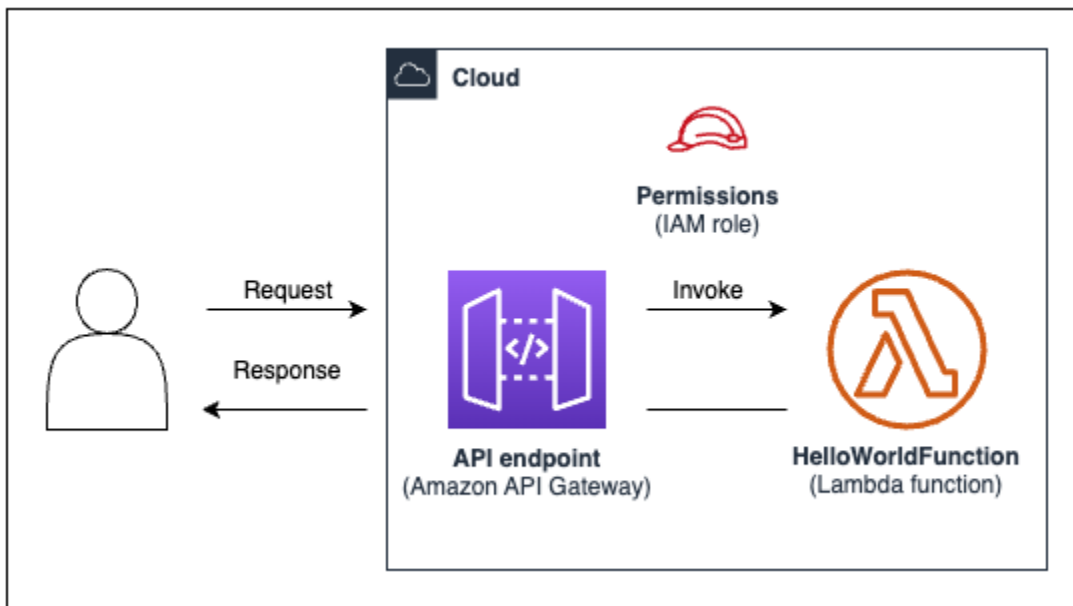 Cloud
Permissions
(IAM role)
Request
Invoke
Response
</>
API endpoint
(Amazon API Gateway)
HelloWorldFunction
(Lambda function)